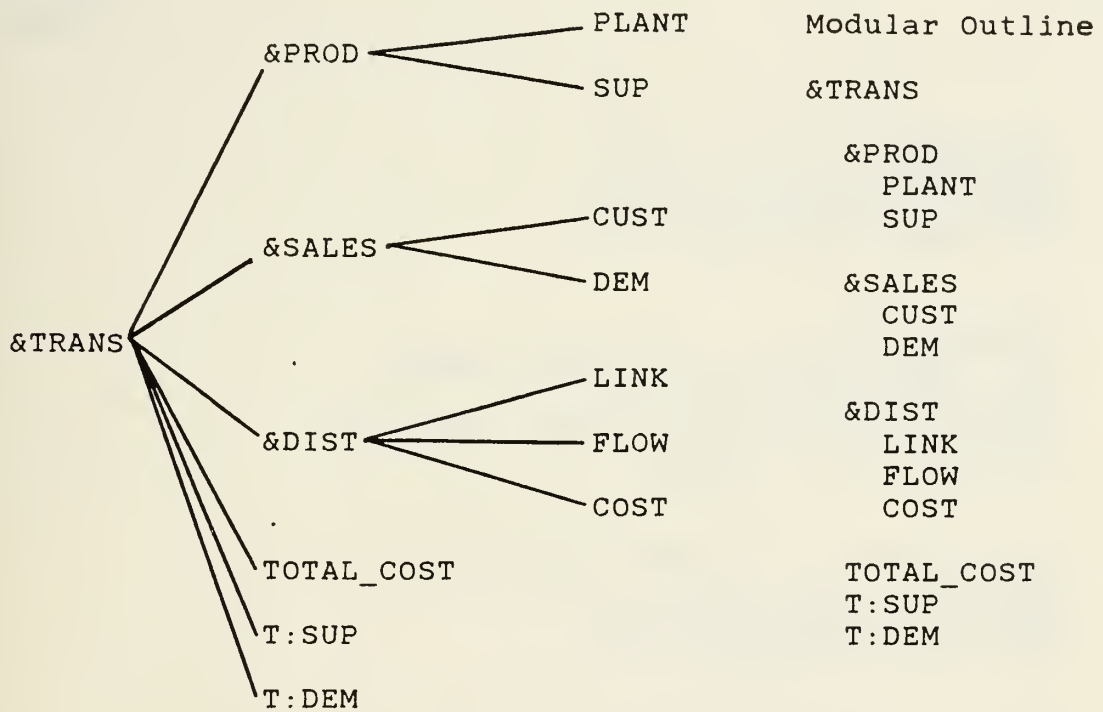 PLANT
&PROD
SUP
CUST
&SALES
DEM
&TRANS
LINK
&DIST
FLOW
COST
TOTAL_COST
T:SUP
T:DEM
Modular Outline
&TRANS
&PROD
PLANT
SUP
&SALES
CUST
DEM
&DIST
LINK
FLOW
COST
TOTAL_COST
T:SUP
T:DEM